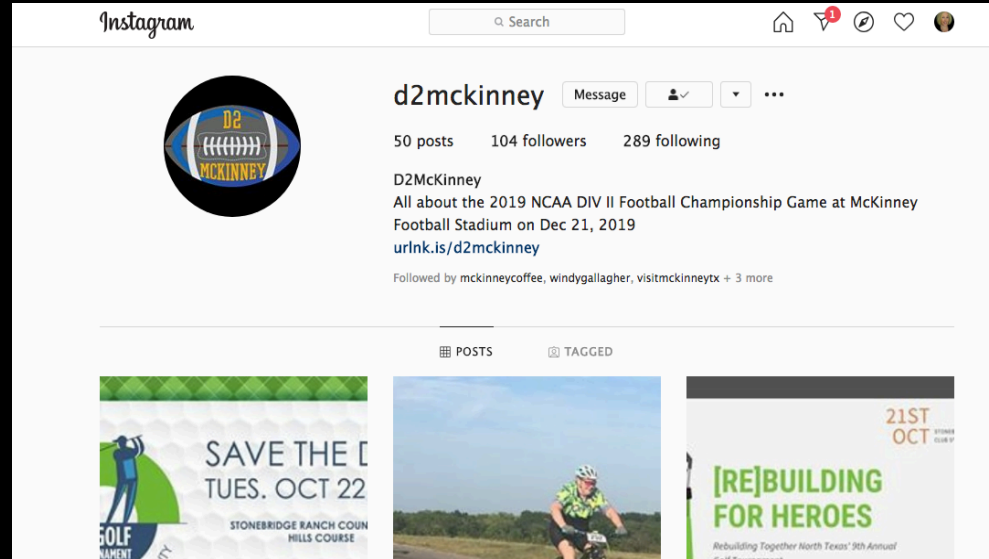 Instagram
Search
1
D2
MCKINNEY
d2mckinney Message
50 posts 104 followers 289 following
D2McKinney
All about the 2019 NCAA DIV II Football Championship Game at McKinney
Football Stadium on Dec 21, 2019
urlnk.is/d2mckinney
Followed by mckinneycoffee, windygallagher, visitmckinneytx + 3 more
POSTS TAGGED
SAVE THE D
TUES. OCT 22
STONEBRIDGE RANCH COUN
HILLS COURSE
GOLF
NAMENT
21ST
OCT
[RE]BUILDING
FOR HEROES
Rebuilding Together North Texas' 9th Annual